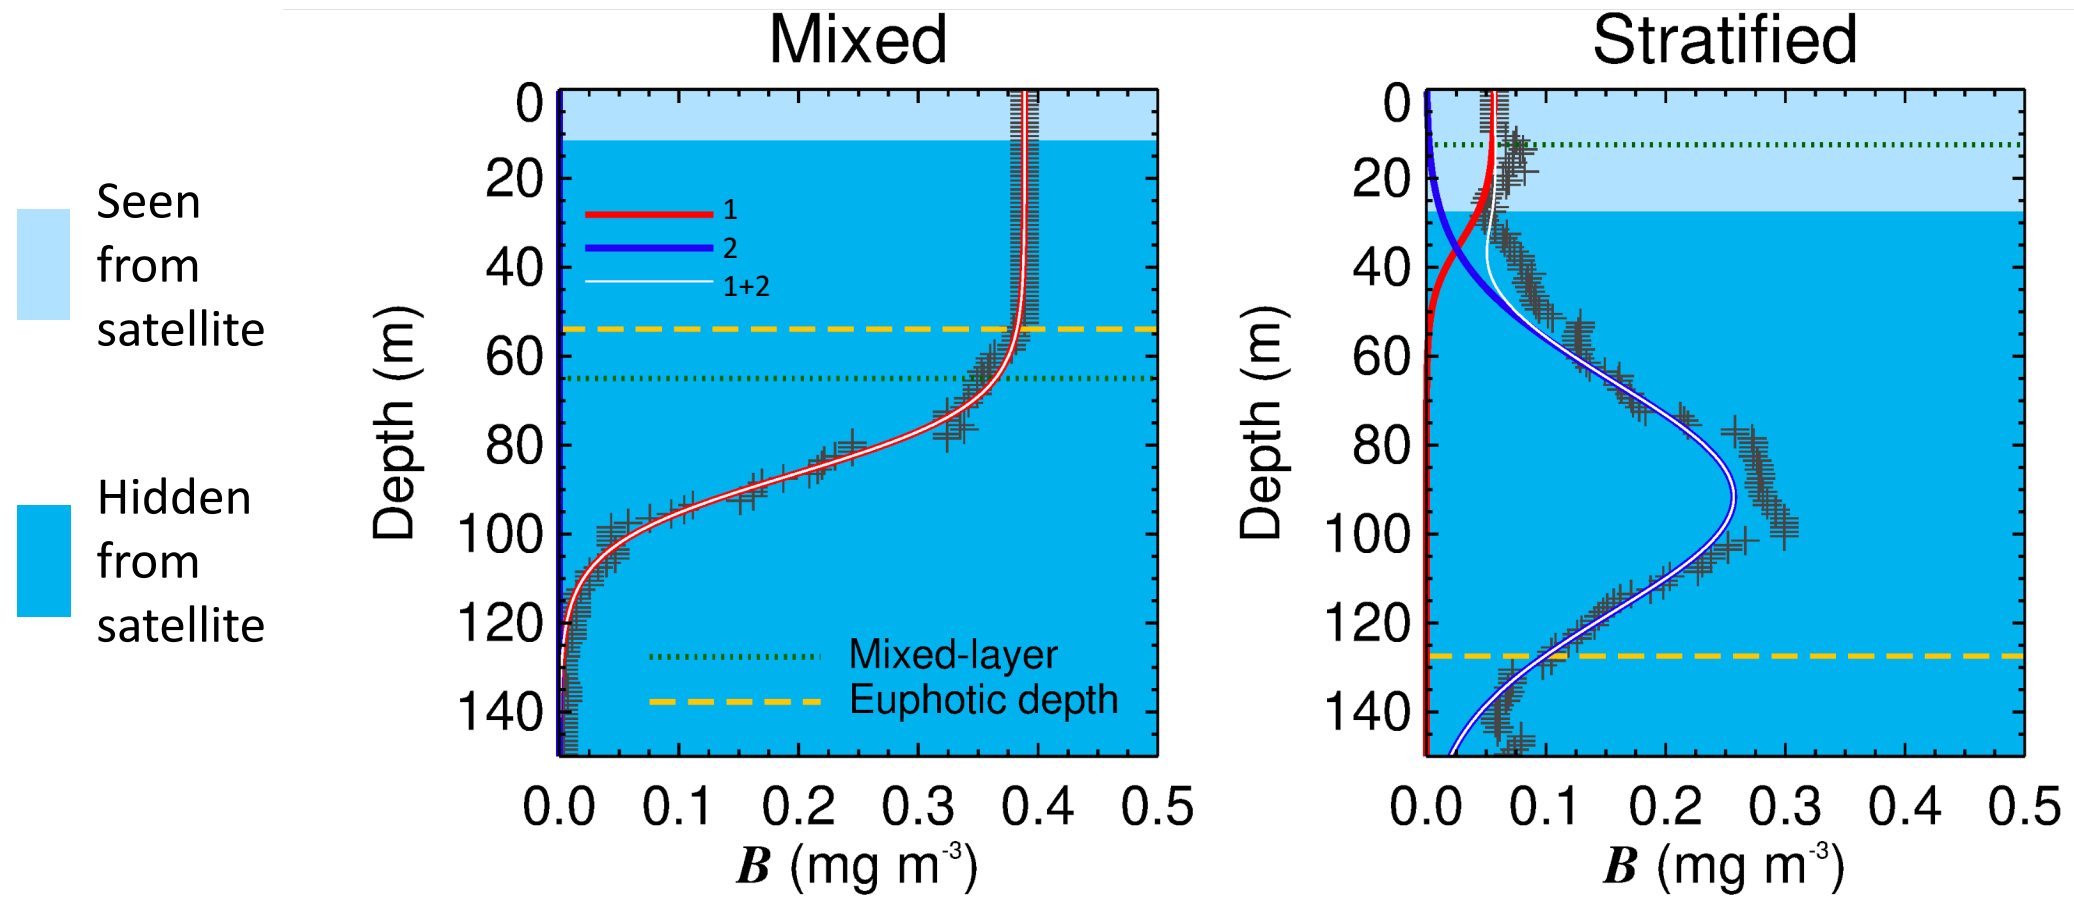 Mixed
Stratified
Seen
from
satellite
Hidden
from
satellite
Depth (m)
0
20
40
60
80
100
120
140
1
2
1+2
Mixed-layer
Euphotic depth
0.0 0.1 0.2 0.3 0.4 0.5
B (mg m-3)
Depth (m)
0
20
40
60
80
100
120
140
0.0 0.1 0.2 0.3 0.4 0.5
B (mg m-3)